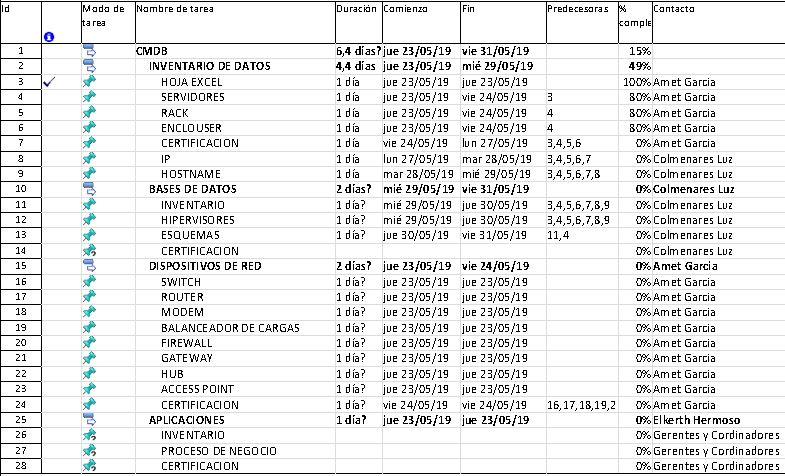 Id Modo de tarea Nombre de tarea Duración Comienzo Fin Predecesoras % comple Contacto
1 CMDB 6,4 días? jue 23/05/19 vie 31/05/19 15%
2 INVENTARIO DE DATOS 4,4 días jue 23/05/19 mié 29/05/19 49%
3 HOJA EXCEL 1 día jue 23/05/19 jue 23/05/19 100% Amet Garcia
4 SERVIDORES 1 día jue 23/05/19 vie 24/05/19 3 80% Amet Garcia
5 RACK 1 día jue 23/05/19 vie 24/05/19 4 80% Amet Garcia
6 ENCLOUSER 1 día jue 23/05/19 vie 24/05/19 4 80% Amet Garcia
7 CERTIFICACION 1 día vie 24/05/19 lun 27/05/19 3,4,5,6 0% Amet Garcia
8 IP 1 día lun 27/05/19 mar 28/05/19 3,4,5,6,7 0% Colmenares Luz
9 HOSTNAME 1 día mar 28/05/19 mié 29/05/19 3,4,5,6,7,8 0% Colmenares Luz
10 BASES DE DATOS 2 días? mié 29/05/19 vie 31/05/19 0% Colmenares Luz
11 INVENTARIO 1 día? mié 29/05/19 jue 30/05/19 3,4,5,6,7,8,9 0% Colmenares Luz
12 HIPERVISORES 1 día? mié 29/05/19 jue 30/05/19 3,4,5,6,7,8,9 0% Colmenares Luz
13 ESQUEMAS 1 día? jue 30/05/19 vie 31/05/19 11,4 0% Colmenares Luz
14 CERTIFICACION 0% Colmenares Luz
15 DISPOSITIVOS DE RED 2 días? jue 23/05/19 vie 24/05/19 0% Amet Garcia
16 SWITCH 1 día? jue 23/05/19 jue 23/05/19 0% Amet Garcia
17 ROUTER 1 día? jue 23/05/19 jue 23/05/19 0% Amet Garcia
18 MODEM 1 día? jue 23/05/19 jue 23/05/19 0% Amet Garcia
19 BALANCEADOR DE CARGAS 1 día? jue 23/05/19 jue 23/05/19 0% Amet Garcia
20 FIREWALL 1 día? jue 23/05/19 jue 23/05/19 0% Amet Garcia
21 GATEWAY 1 día? jue 23/05/19 jue 23/05/19 0% Amet Garcia
22 HUB 1 día? jue 23/05/19 jue 23/05/19 0% Amet Garcia
23 ACCESS POINT 1 día? jue 23/05/19 jue 23/05/19 0% Amet Garcia
24 CERTIFICACION 1 día? vie 24/05/19 vie 24/05/19 16,17,18,19,2 0% Amet Garcia
25 APLICACIONES 1 día? jue 23/05/19 jue 23/05/19 0% Elkerth Hermoso
26 INVENTARIO 0% Gerentes y Cordinadores
27 PROCESO DE NEGOCIO 0% Gerentes y Cordinadores
28 CERTIFICACION 0% Gerentes y Cordinadores